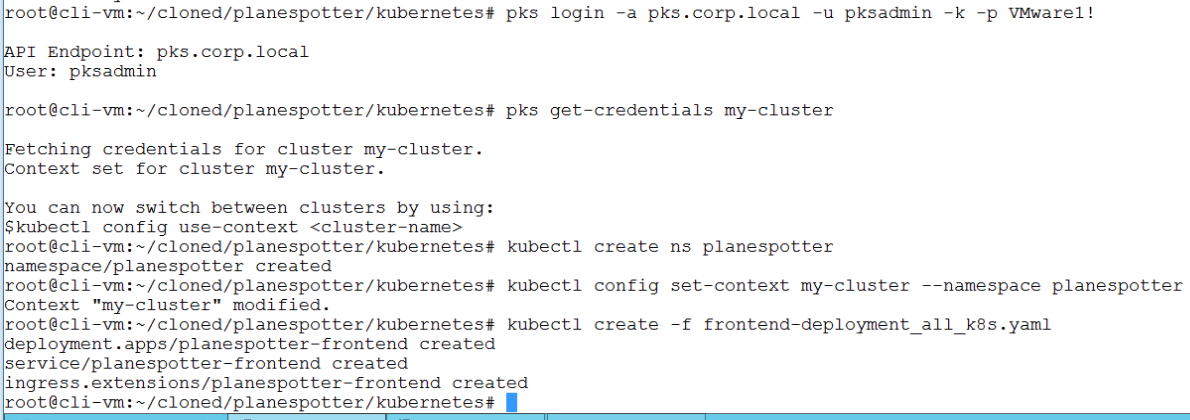 root@cli-vm:~/cloned/planespotter/kubernetes# pks login -a pks.corp.local -u pksadmin -k -p VMware1!
API Endpoint: pks.corp.local
User: pksadmin
root@cli-vm:~/cloned/planespotter/kubernetes# pks get-credentials my-cluster
Fetching credentials for cluster my-cluster.
Context set for cluster my-cluster.
You can now switch between clusters by using:
$kubectl config use-context <cluster-name>
root@cli-vm:~/cloned/planespotter/kubernetes# kubectl create ns planespotter
namespace/planespotter created
root@cli-vm:~/cloned/planespotter/kubernetes# kubectl config set-context my-cluster --namespace planespotter
Context "my-cluster" modified.
root@cli-vm:~/cloned/planespotter/kubernetes# kubectl create -f frontend-deployment_all_k8s.yaml
deployment.apps/planespotter-frontend created
service/planespotter-frontend created
ingress.extensions/planespotter-frontend created
root@cli-vm:~/cloned/planespotter/kubernetes#